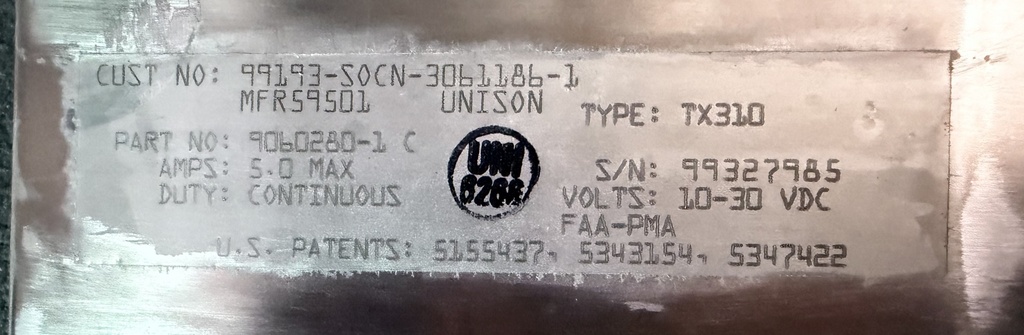 CUST NO: 99193-SOCN-3061186-1
MFR59501 UNISON
TYPE: TX310
PART NO: 9060280-1 C
AMPS: 5.0 MAX
DUTY: CONTINUOUS
UNI
S/N: 99327985
VOLTS: 10-30 VDC
FAA-PMA
U.S. PATENTS: 5155437, 5343154, 5347422